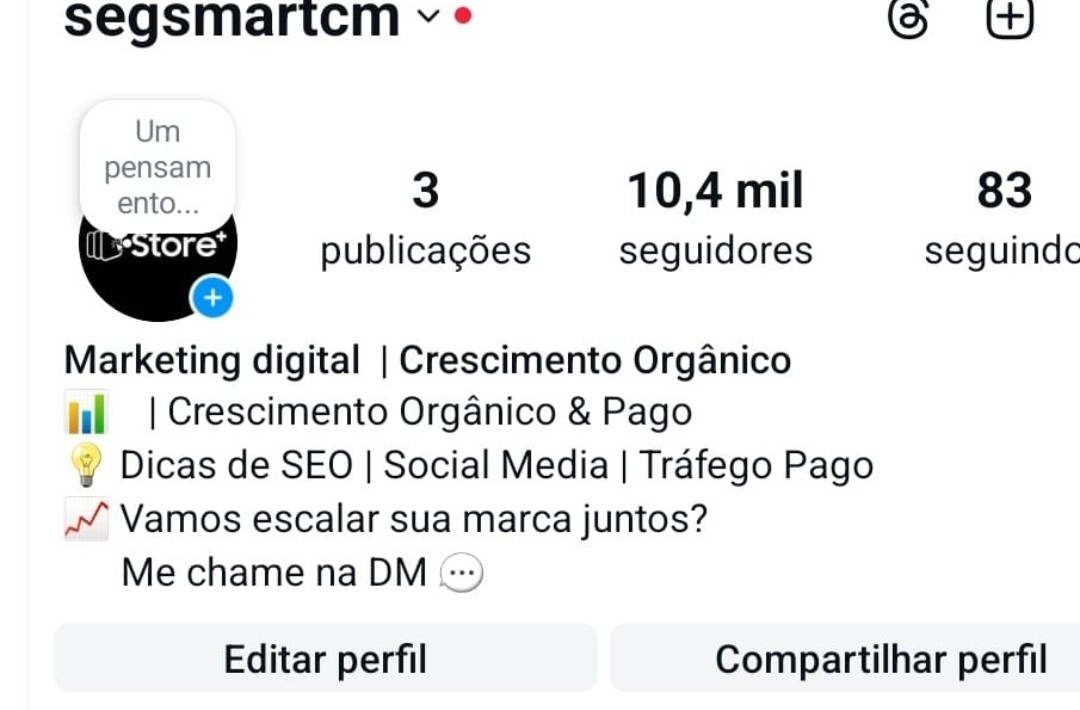 segsmartcm
Um
pensam
ento...
Store+
3
publicações
10,4 mil
seguidores
83
seguindo
Marketing digital | Crescimento Orgânico
| Crescimento Orgânico & Pago
Dicas de SEO | Social Media | Tráfego Pago
Vamos escalar sua marca juntos?
Me chame na DM
Editar perfil
Compartilhar perfil